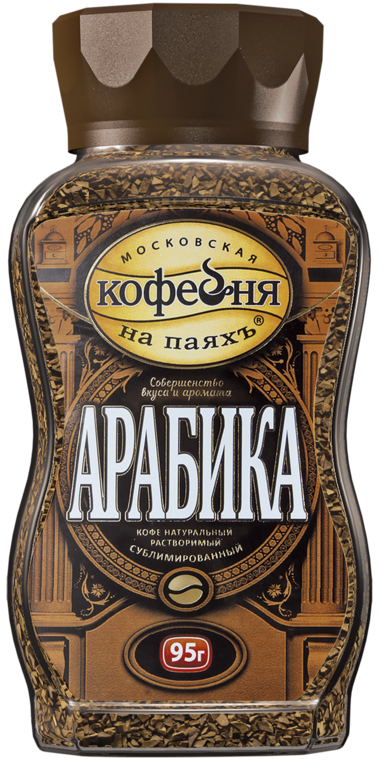 МОСКОВСКАЯ
кофейня
на паяхъ®
Совершенство
вкуса и аромата
АРАБИКА
КОФЕ НАТУРАЛЬНЫЙ
РАСТВОРИМЫЙ
СУБЛИМИРОВАННЫЙ
95г